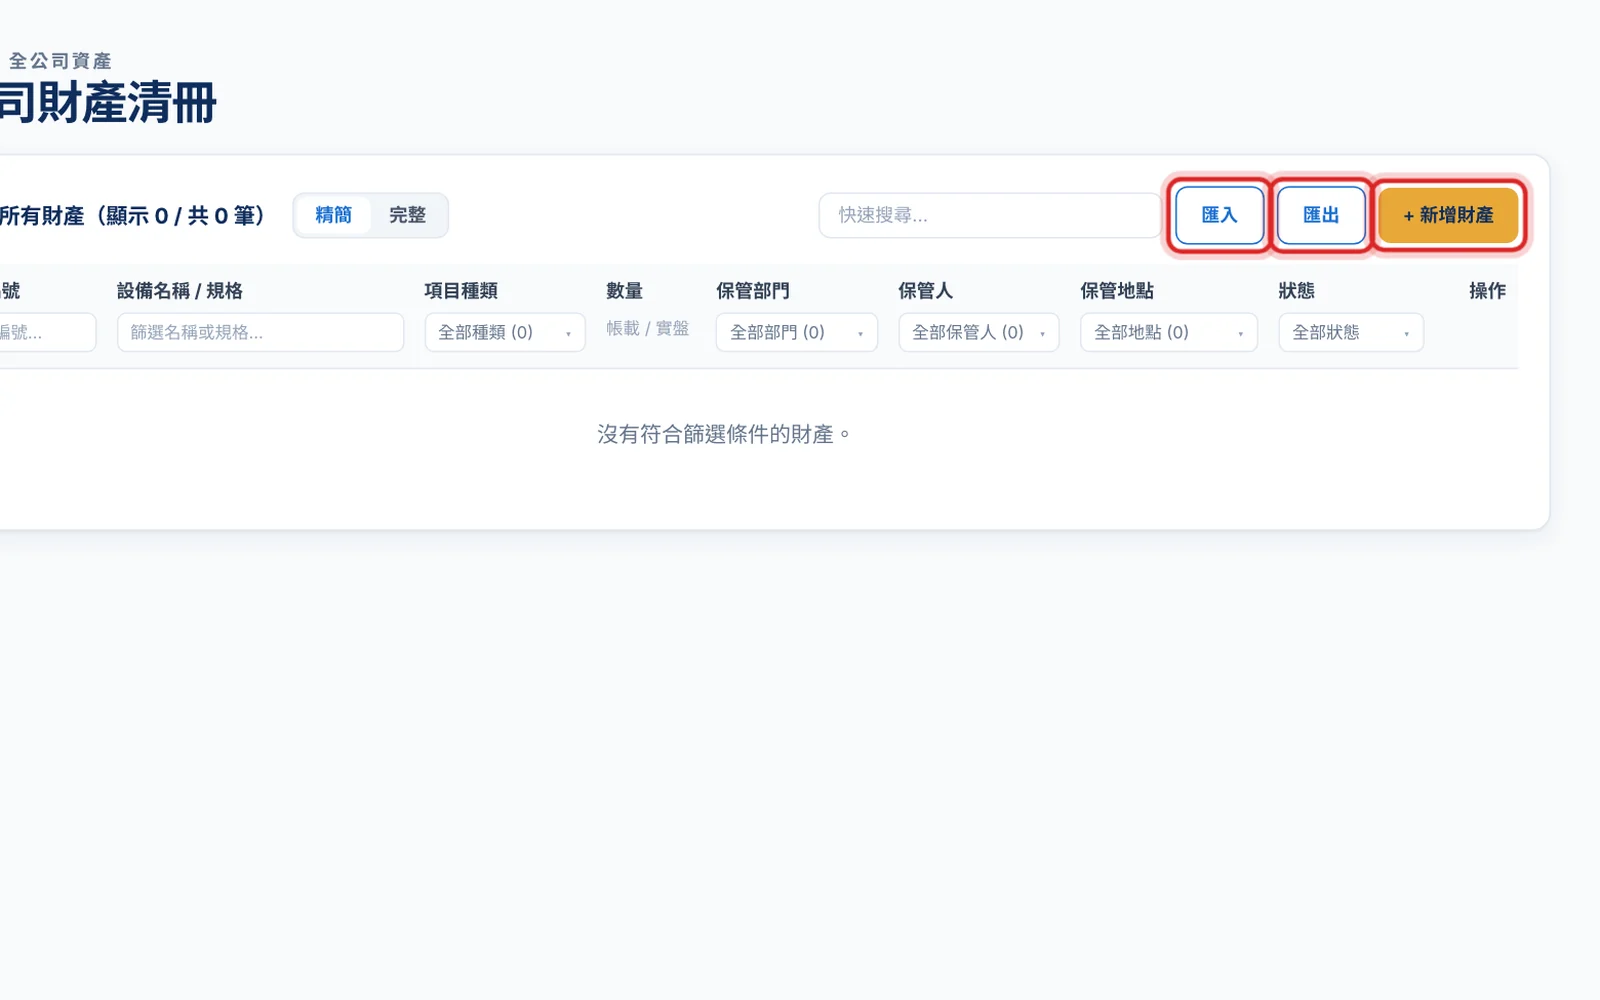 全公司資產
司財產清冊
所有財產（顯示 0 / 共 0 筆） 精簡 完整 快速搜尋... 匯入 匯出 + 新增財產
號 設備名稱 / 規格 項目種類 數量 保管部門 保管人 保管地點 狀態 操作
編號... 篩選名稱或規格... 全部種類 (0) 帳載 / 實盤 全部部門 (0) 全部保管人 (0) 全部地點 (0) 全部狀態
沒有符合篩選條件的財產。